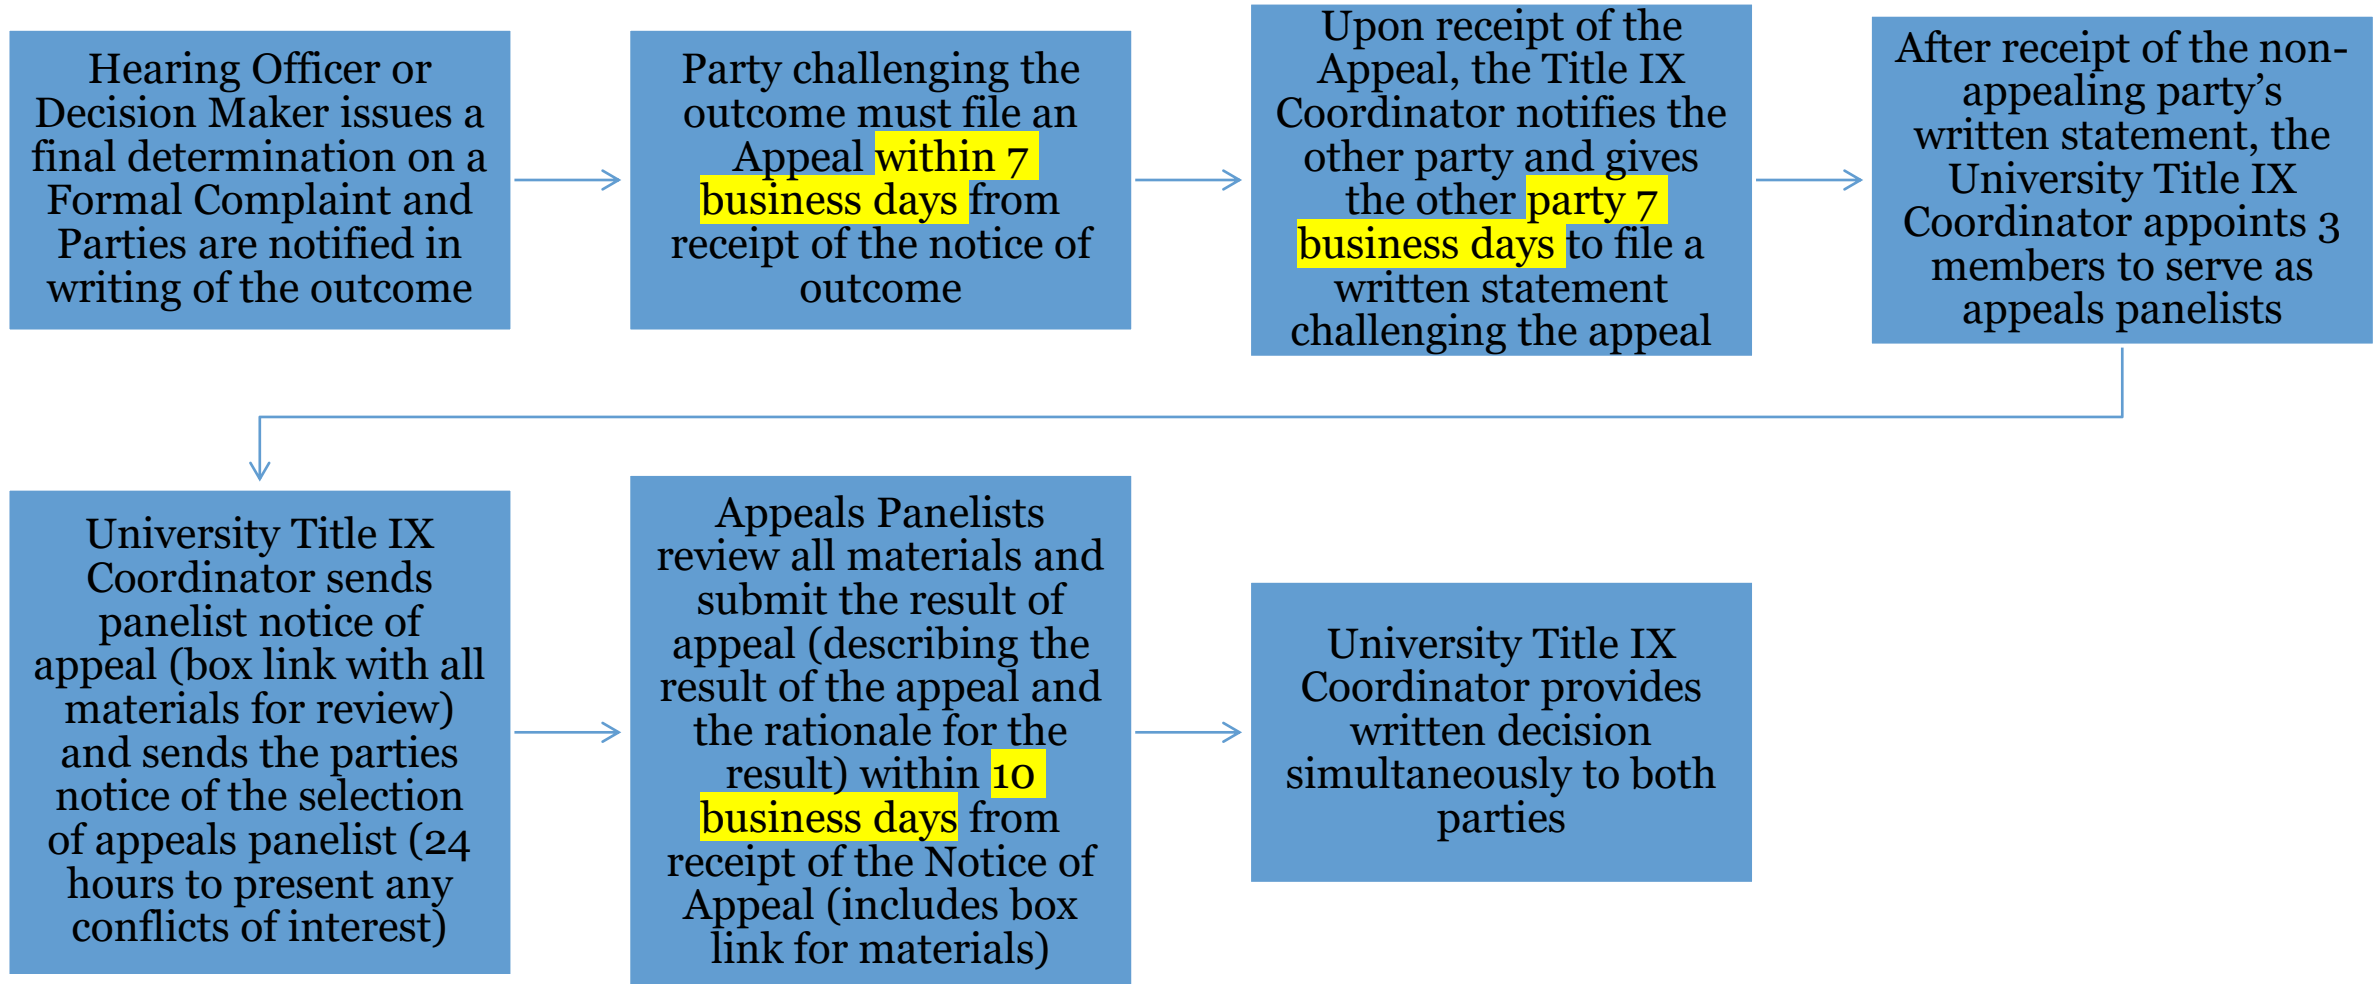 Hearing Officer or
Decision Maker issues a
final determination on a
Formal Complaint and
Parties are notified in
writing of the outcome
Party challenging the
outcome must file an
Appeal within 7
business days from
receipt of the notice of
outcome
Upon receipt of the
Appeal, the Title IX
Coordinator notifies the
other party and gives
the other party 7
business days to file a
written statement
challenging the appeal
After receipt of the non-
appealing party’s
written statement, the
University Title IX
Coordinator appoints 3
members to serve as
appeals panelists
University Title IX
Coordinator sends
panelist notice of
appeal (box link with all
materials for review)
and sends the parties
notice of the selection
of appeals panelist (24
hours to present any
conflicts of interest)
Appeals Panelists
review all materials and
submit the result of
appeal (describing the
result of the appeal and
the rationale for the
result) within 10
business days from
receipt of the Notice of
Appeal (includes box
link for materials)
University Title IX
Coordinator provides
written decision
simultaneously to both
parties